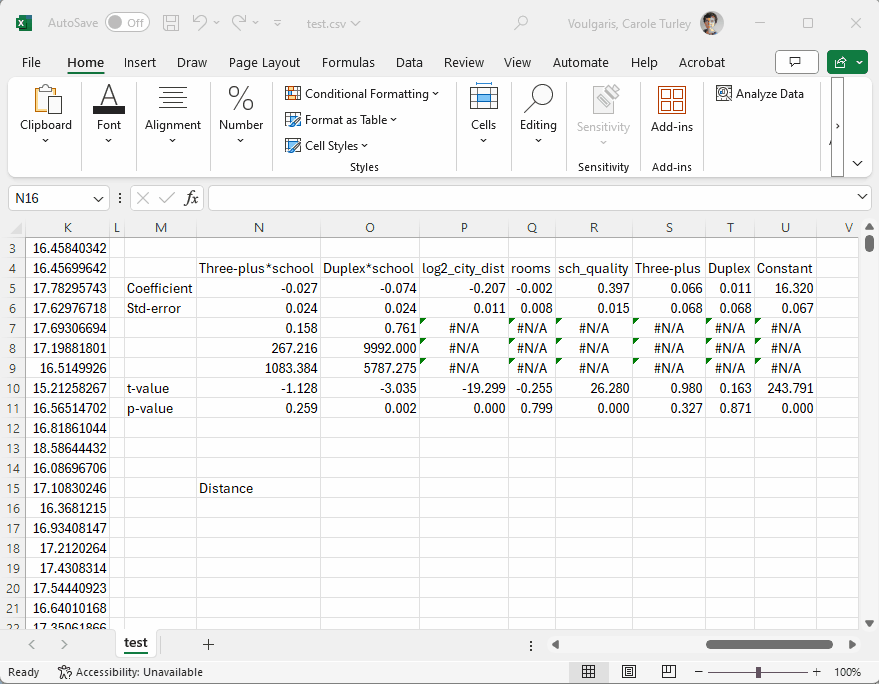 AutoSave Off test.csv Voulgaris, Carole Turley
File Home Insert Draw Page Layout Formulas Data Review View Automate Help Acrobat
Clipboard Font Alignment Number Conditional Formatting Format as Table Cell Styles Styles Cells Editing Sensitivity Sensitivity Add-ins Add-ins Analyze Data
N16 fx
K L M N O P Q R S T U V
3 16.45840342
4 16.45699642 Three-plus*school Duplex*school log2_city_dist rooms sch_quality Three-plus Duplex Constant
5 17.78295743 Coefficient -0.027 -0.074 -0.207 -0.002 0.397 0.066 0.011 16.320
6 17.62976718 Std-error 0.024 0.024 0.011 0.008 0.015 0.068 0.068 0.067
7 17.69306694 0.158 0.761 #N/A #N/A #N/A #N/A #N/A #N/A
8 17.19881801 267.216 9992.000 #N/A #N/A #N/A #N/A #N/A #N/A
9 16.5149926 1083.384 5787.275 #N/A #N/A #N/A #N/A #N/A #N/A
10 15.21258267 t-value -1.128 -3.035 -19.299 -0.255 26.280 0.980 0.163 243.791
11 16.56514702 p-value 0.259 0.002 0.000 0.799 0.000 0.327 0.871 0.000
12 16.81861044
13 18.58644432
14 16.08696706
15 17.10830246 Distance
16 16.3681215
17 16.93408147
18 17.2120264
19 17.4308314
20 17.54440923
21 16.64010168
22 17.35061866
test
Ready Accessibility: Unavailable 100%